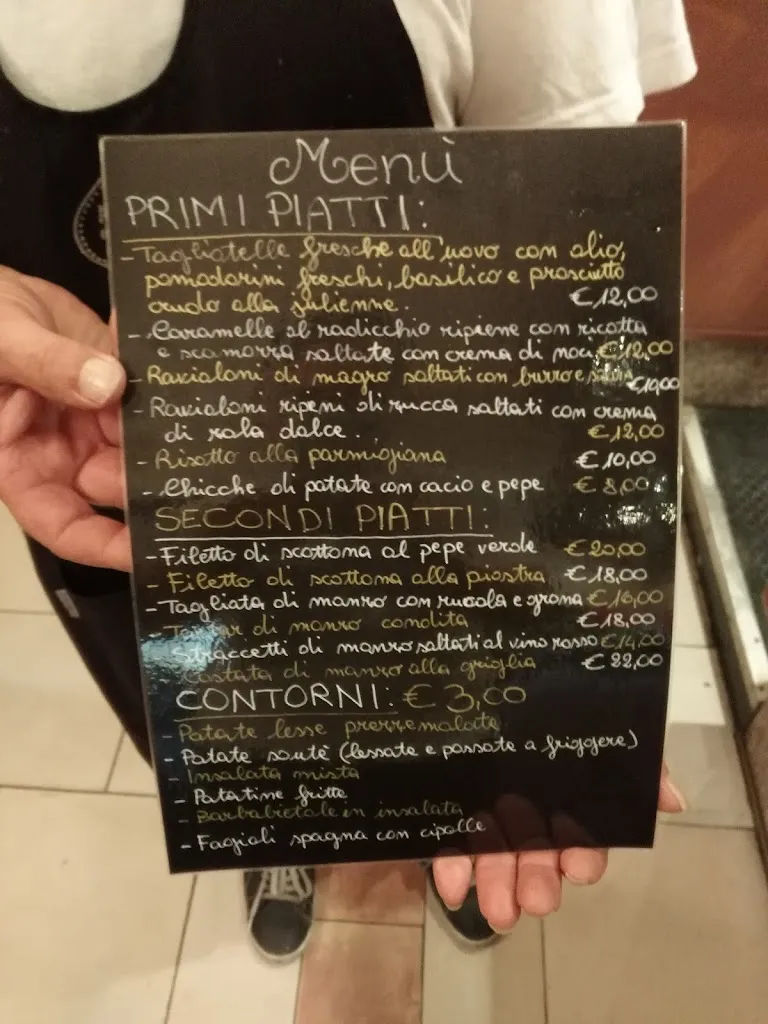 Menù
PRIMI PIATTI:
- Tagliatelle fresche all'uovo con olio,
pomodorini freschi, basilico e prosciutto
crudo alla julienne. € 12,00
- Caramelle al radicchio ripiene con ricotta
e scamorza saltate con crema di noci € 12,00
- Ravioloni di magro saltati con burro e
- Ravioloni ripieni di zucca saltati con crema
di zola dolce. € 12,00
- Risotto alla parmigiana € 10,00
- Chicche di patate con cacio e pepe € 8,00
SECONDI PIATTI:
- Filetto di scottona al pepe verde € 20,00
- Filetto di scottona alla piastra € 18,00
- Tagliata di manzo con rucola e grana € 16,00
di manzo condita € 18,00
- Straccetti di manzo saltati al vino rosso € 14,00
- Costata di manzo alla griglia € 22,00
CONTORNI: € 3,00
- Patate lesse prezzemolate
- Patate sautè (lessate e passate a friggere)
- Insalata mista
- Patatine fritte
- Barbabietole in insalata
- Fagioli spagna con cipolle